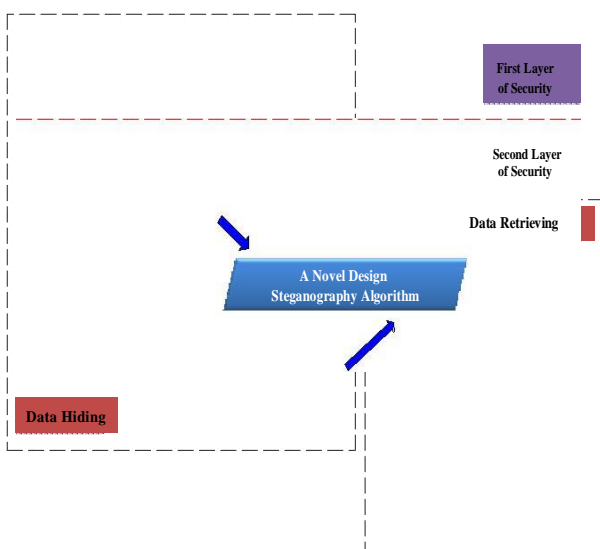 First Layer
of Security
Second Layer
of Security
Data Retrieving
A Novel Design
Steganography Algorithm
Data Hiding